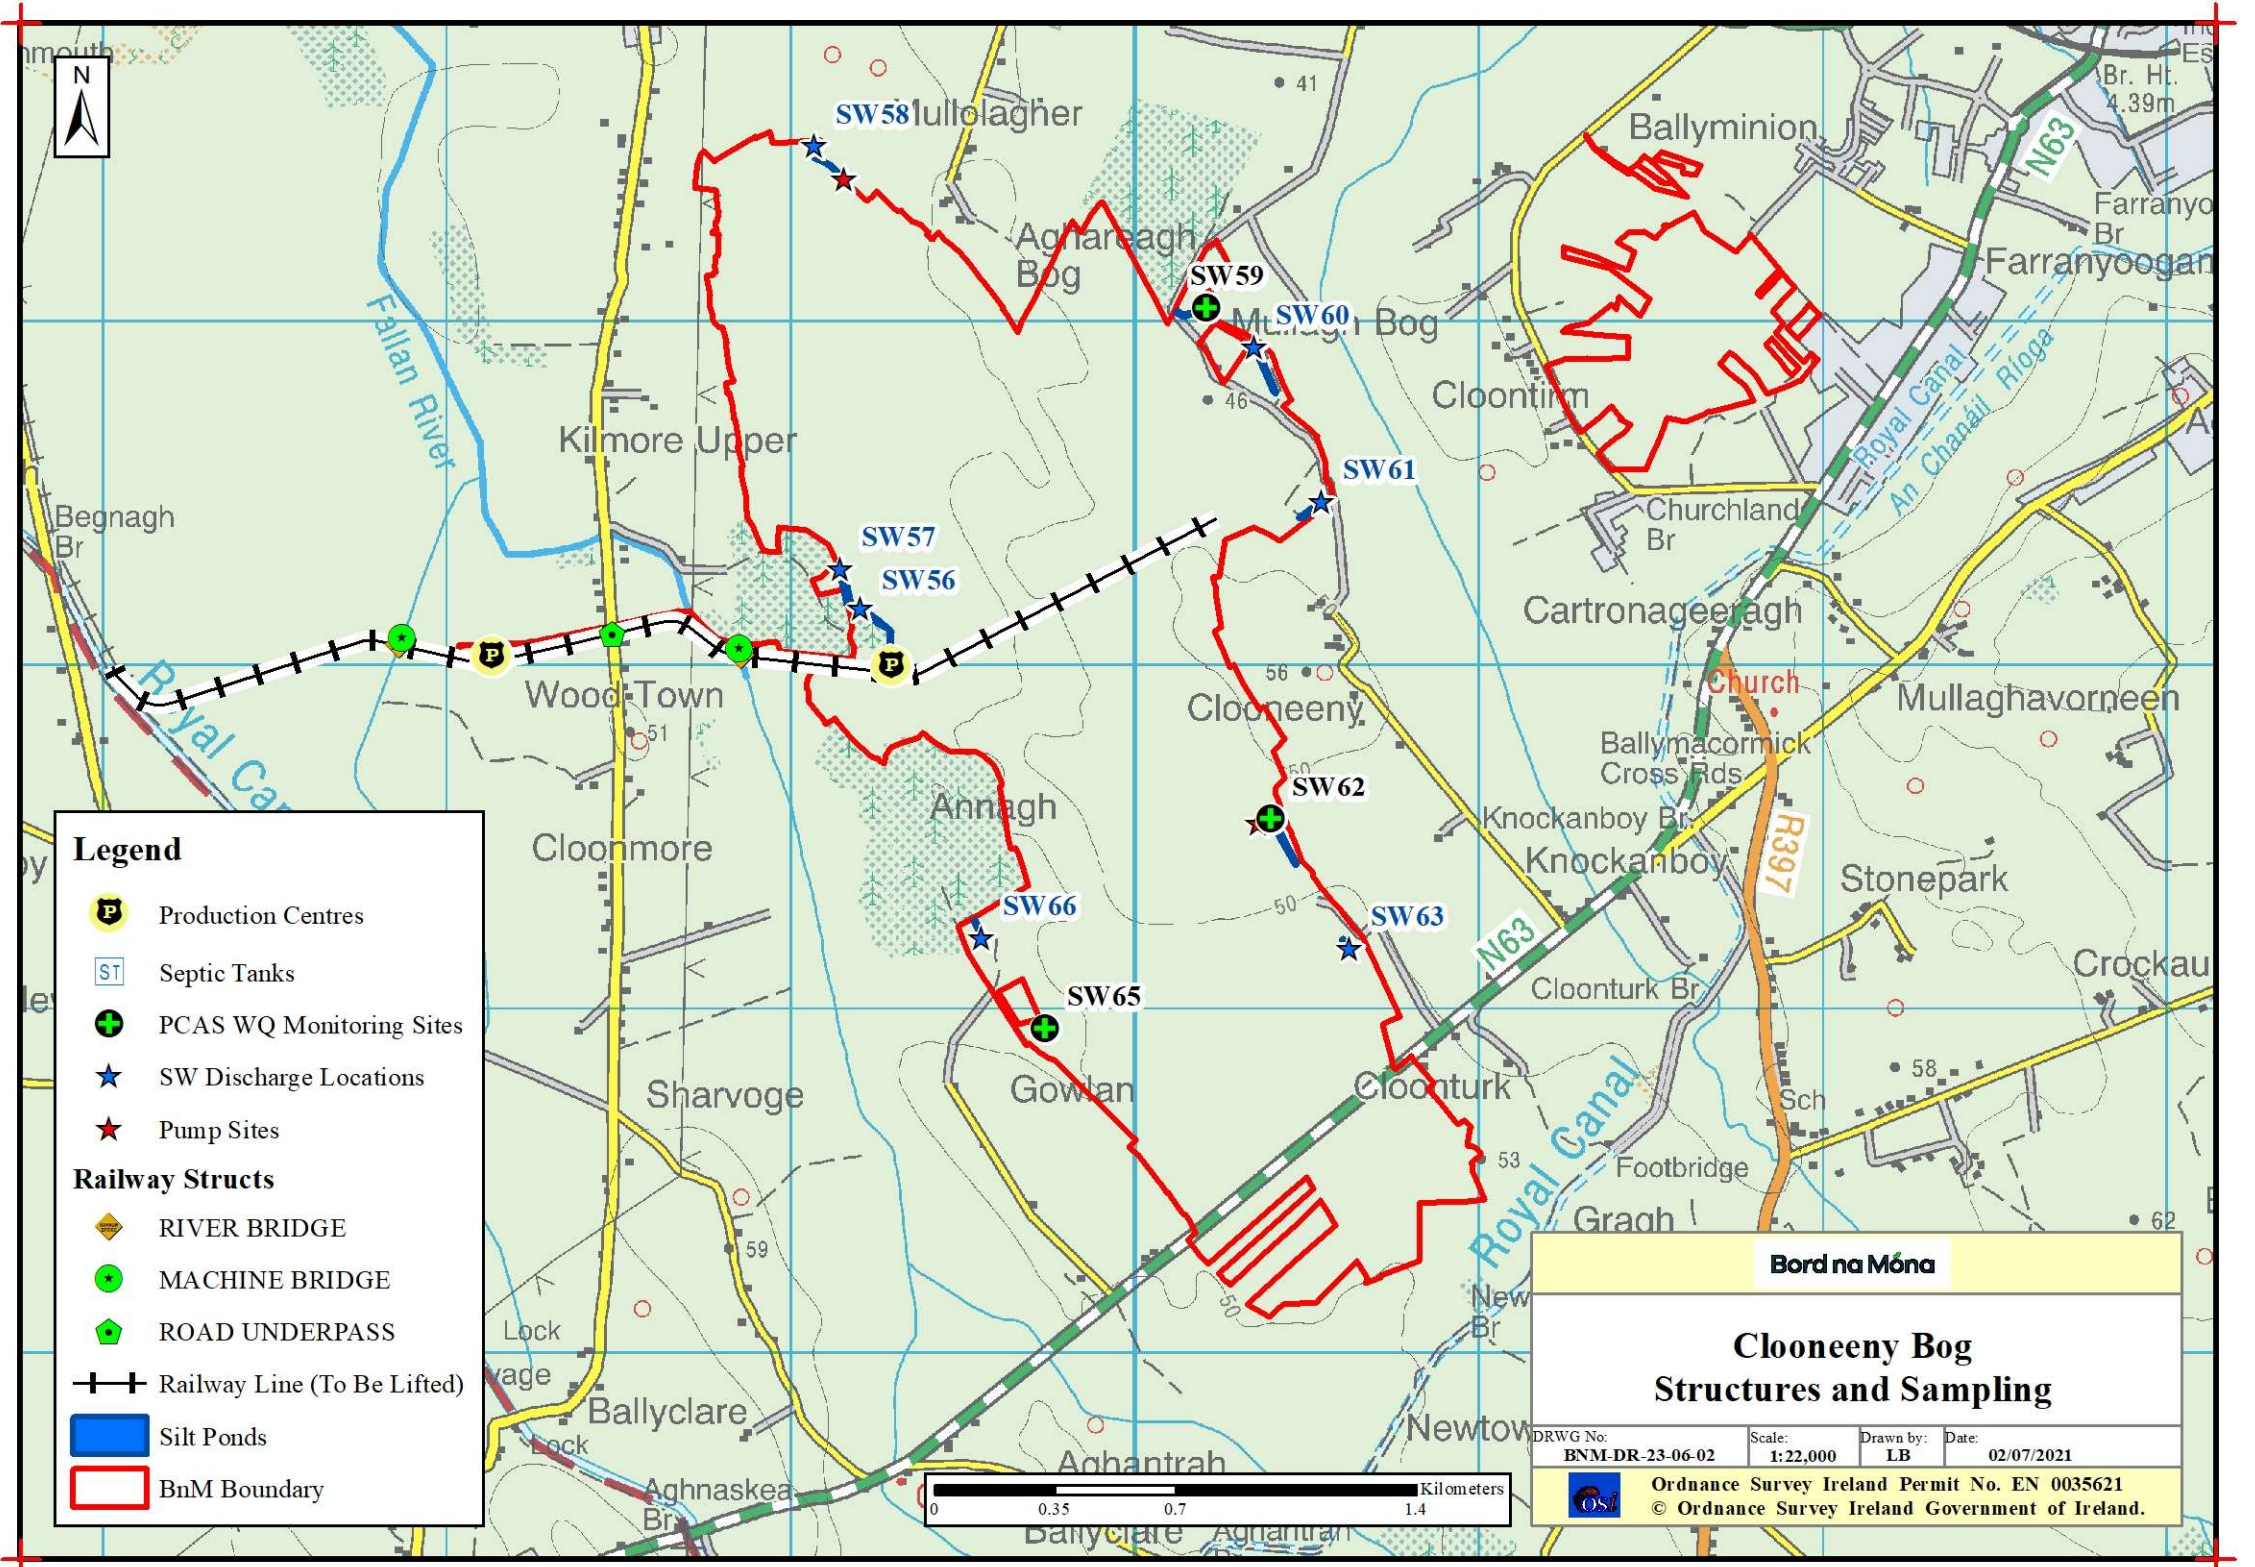 N
SW58
Mullolagher
41
Ballyminion
Br. Ht.
4.39m
N63
Aghareagh
Bog
SW59
SW60
Bog
Farranyo
Br
Farranyoogan
Fallan River
Kilmore Upper
46
Cloontirm
Royal Canal
An Chanáil Ríoga
SW61
Churchland
Br
Begnagh
Br
SW57
SW56
50
Cartronageeragh
Church
Mullaghavorneen
Wood Town
51
56
Clooneeny
Ballymacormick
Cross Rds
50
SW62
Annagh
Knockanboy Br.
Knockanboy
R397
Stonepark
Cloonmore
SW66
50
SW63
N63
Crockau
Cloonturk Br
SW65
Gowlan
Cloonturk
58
Sharvoge
Sch
53
Footbridge
Royal Canal
Gragh
62
59
50
New
Br
Lock
Ballyclare
Lock
Newtow
Aghnaskea
Br
Aghantrah
Ballyclare
Aghantrah
Legend
P Production Centres
ST Septic Tanks
PCAS WQ Monitoring Sites
SW Discharge Locations
Pump Sites
Railway Structs
RIVER BRIDGE
MACHINE BRIDGE
ROAD UNDERPASS
Railway Line (To Be Lifted)
Silt Ponds
BnM Boundary
Kilometers
0 0.35 0.7 1.4
Bord na Móna
Clooneeny Bog
Structures and Sampling
DRWG No: Scale: Drawn by: Date:
BNM-DR-23-06-02 1:22,000 LB 02/07/2021
Osi
Ordnance Survey Ireland Permit No. EN 0035621
© Ordnance Survey Ireland Government of Ireland.